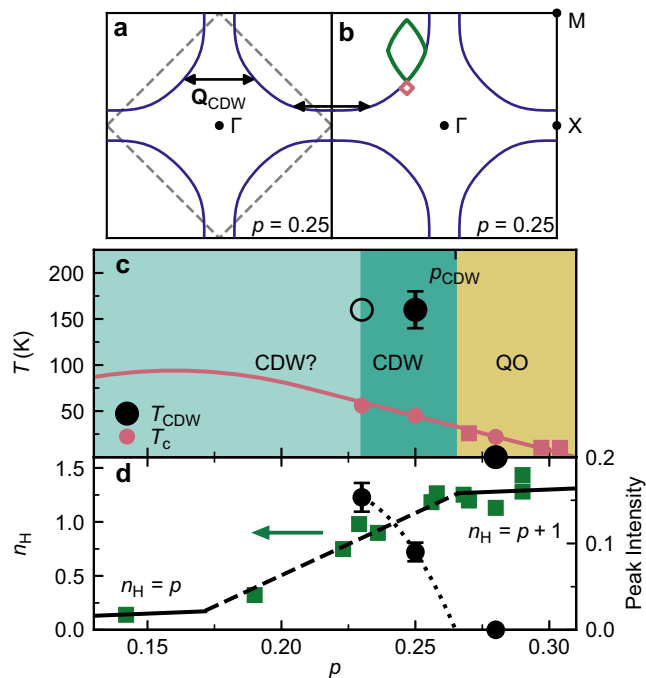 a
b
M
Q_CDW
Γ
Γ
X
p = 0.25
p = 0.25
c
p_CDW
200
150
100
50
T (K)
CDW?
CDW
QO
T_CDW
T_c
d
1.5
1.0
0.5
0.0
n_H
n_H = p
n_H = p + 1
0.2
0.1
0.0
Peak Intensity
0.15
0.20
0.25
0.30
p